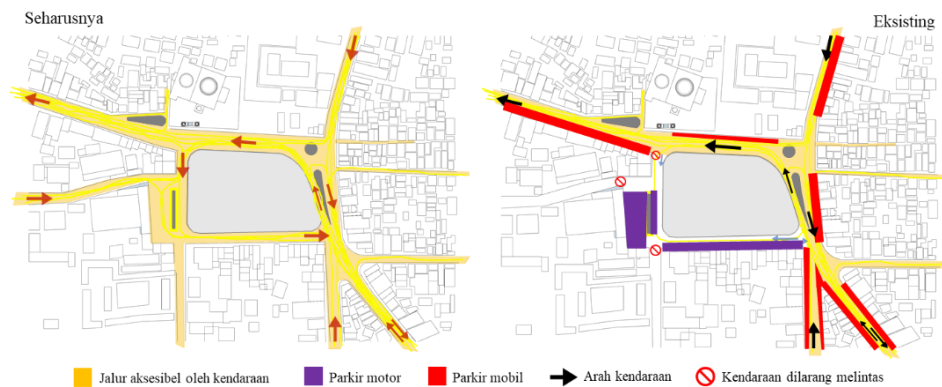 Seharusnya
Eksisting
Jalur aksesibel oleh kendaraan
Parkir motor
Parkir mobil
Arah kendaraan
Kendaraan dilarang melintas